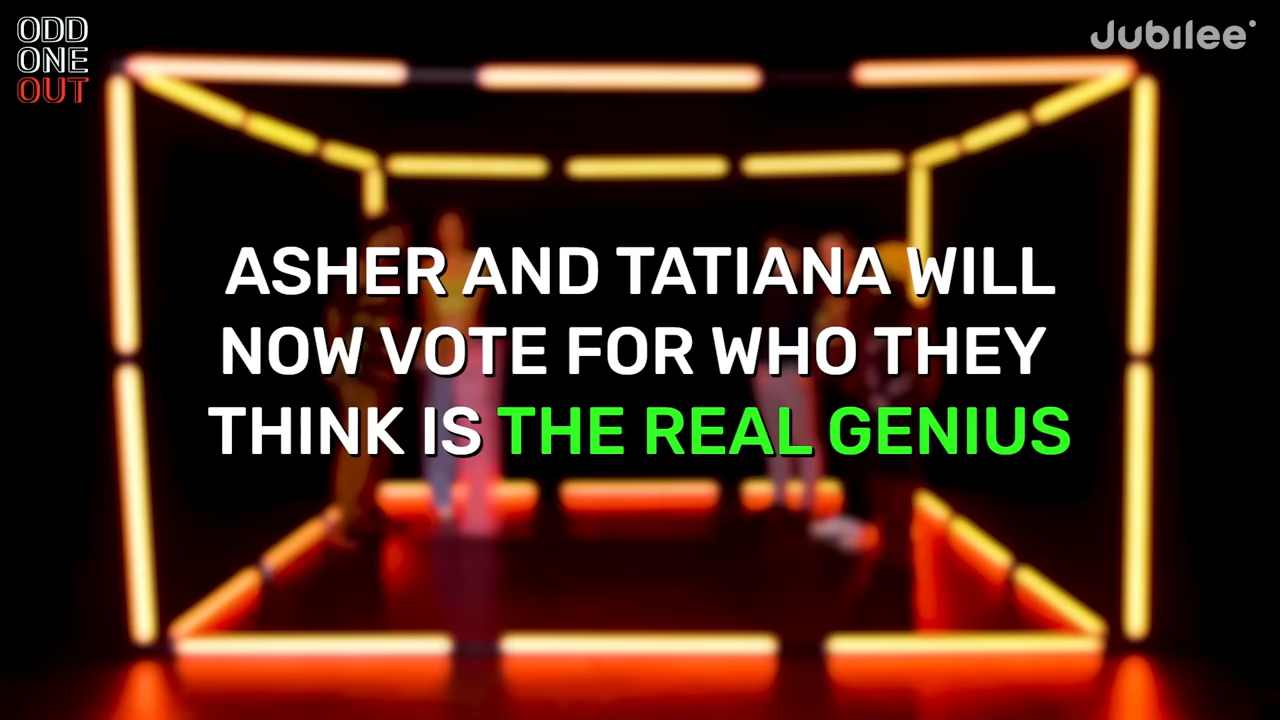 ODD
ONE
OUT
Jubilee
ASHER AND TATIANA WILL
NOW VOTE FOR WHO THEY
THINK IS THE REAL GENIUS